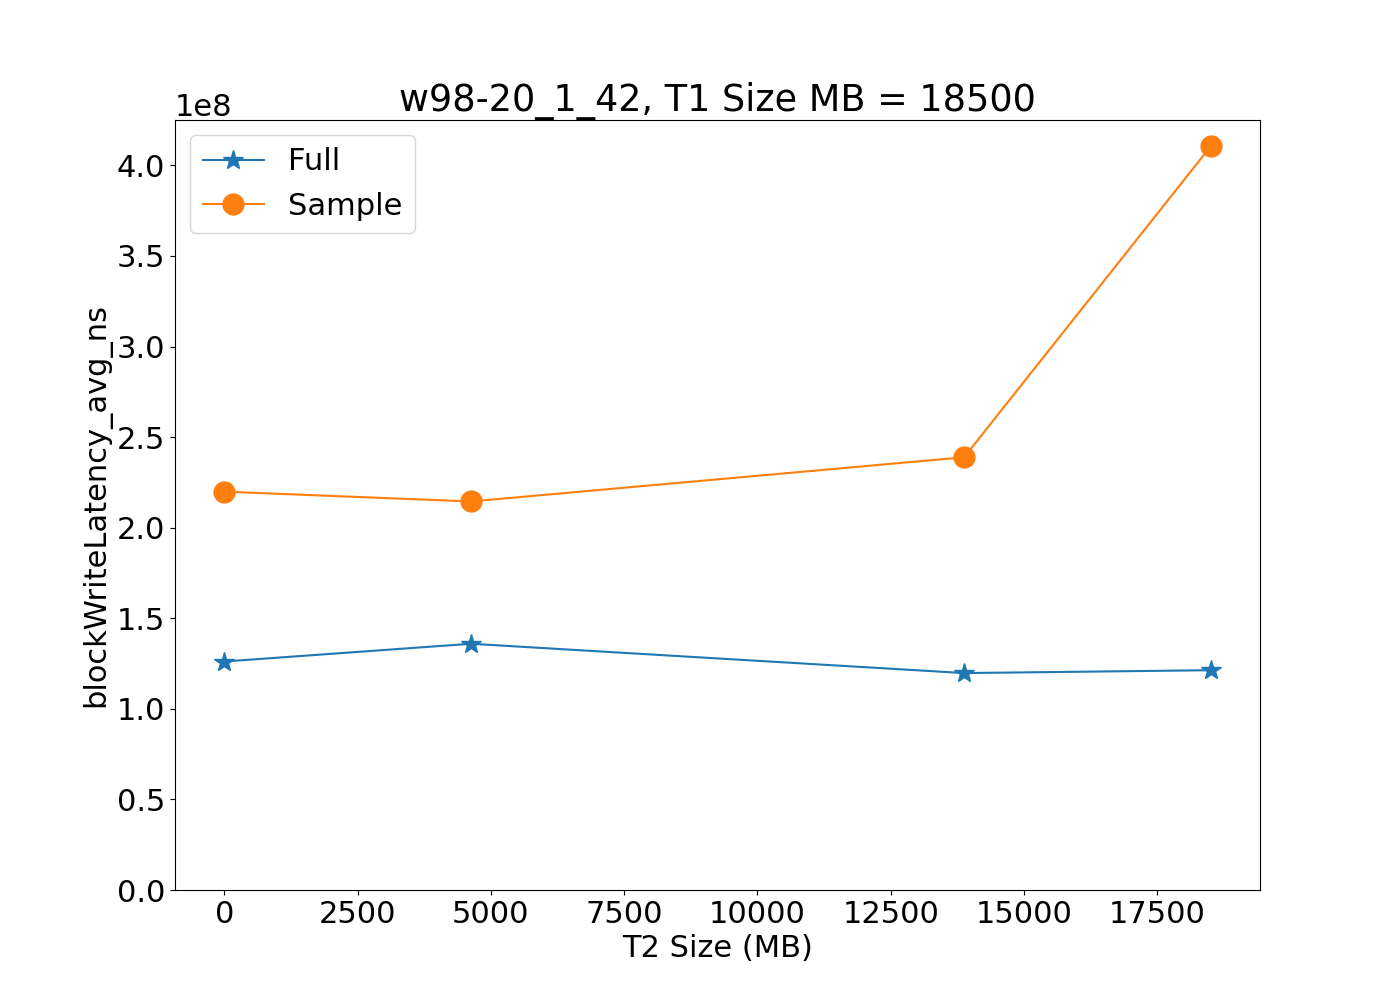 w98-20_1_42, T1 Size MB = 18500
1e8
Full
Sample
4.0
3.5
3.0
2.5
2.0
1.5
1.0
0.5
0.0
blockWriteLatency_avg_ns
0 2500 5000 7500 10000 12500 15000 17500
T2 Size (MB)